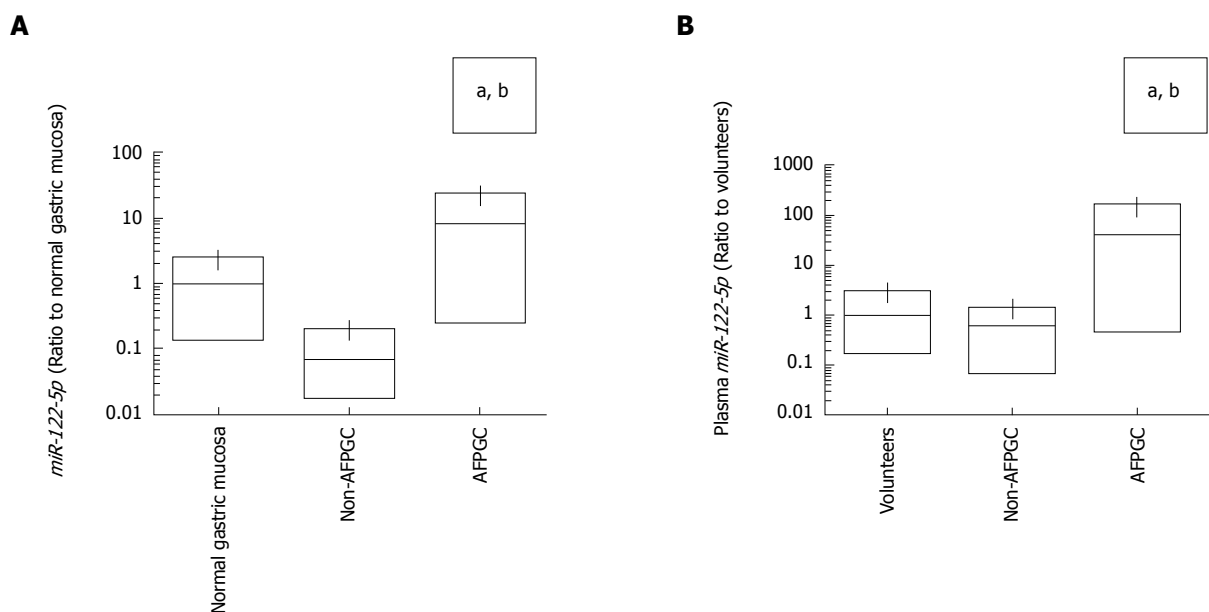 A
a, b
miR-122-5p (Ratio to normal gastric mucosa)
100
10
1
0.1
0.01
Normal gastric mucosa
Non-AFPGC
AFPGC
B
a, b
Plasma miR-122-5p (Ratio to volunteers)
1000
100
10
1
0.1
0.01
Volunteers
Non-AFPGC
AFPGC